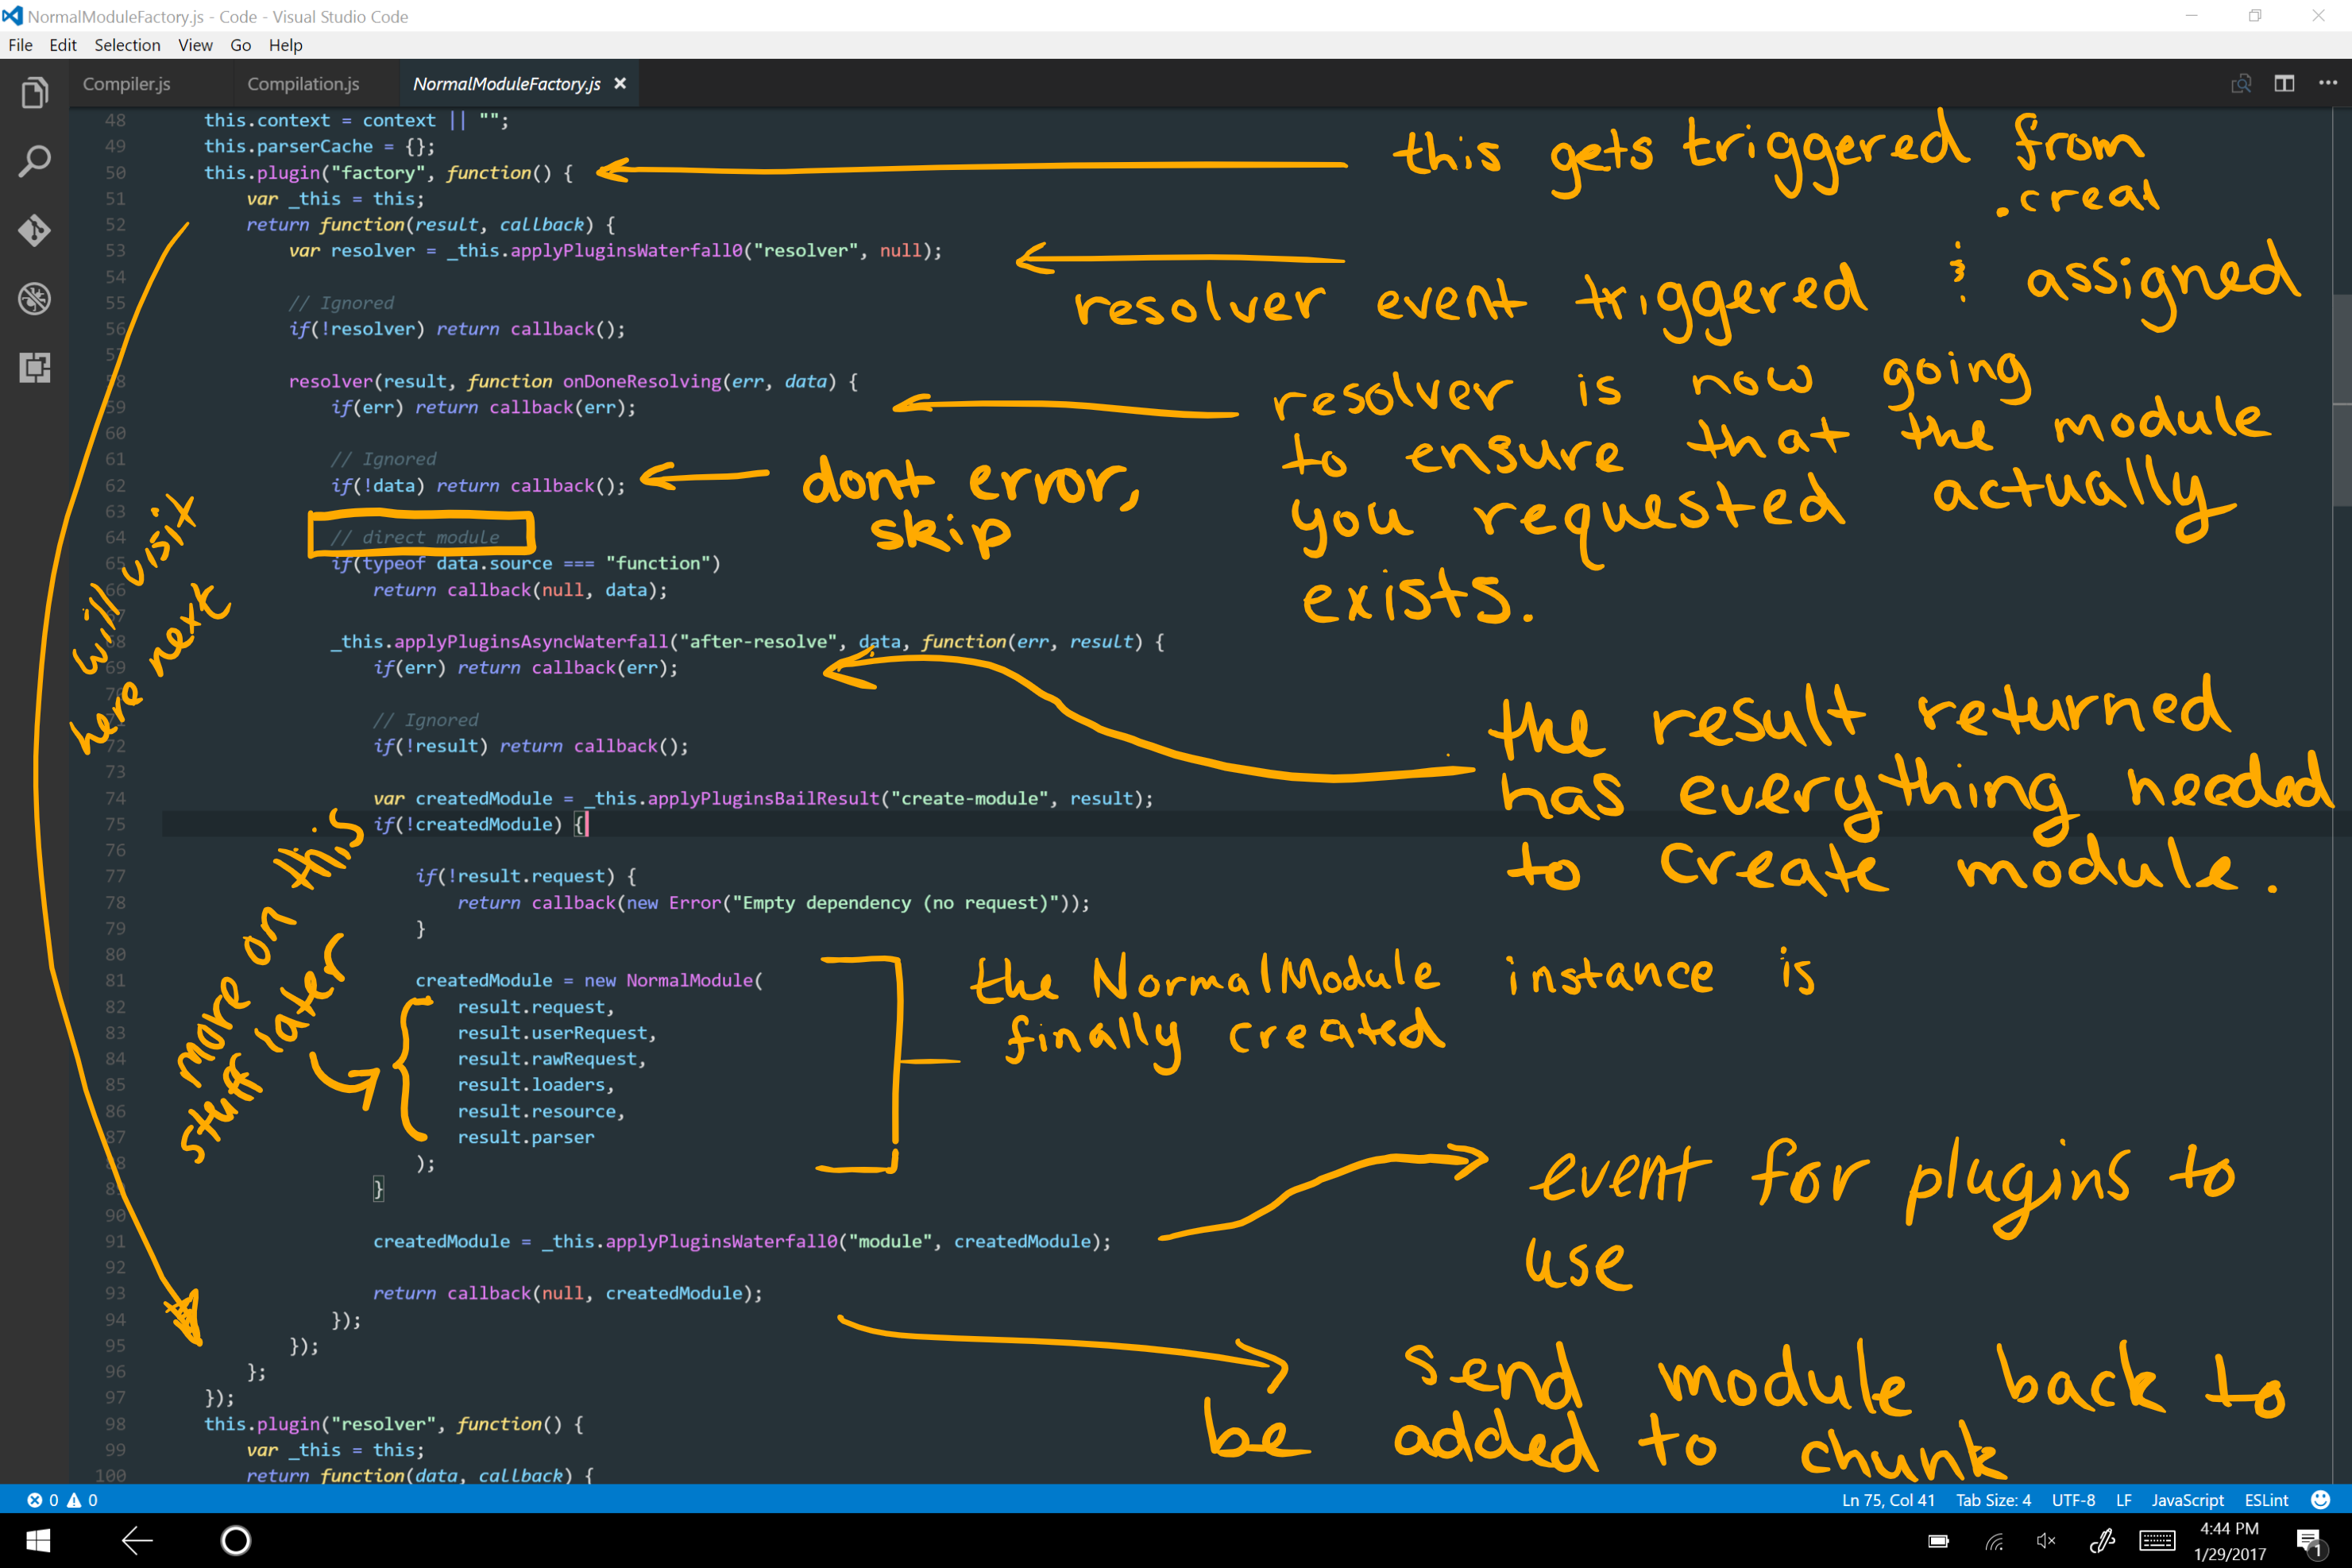 NormalModuleFactory.js - Code - Visual Studio Code
File Edit Selection View Go Help
Compiler.js Compilation.js NormalModuleFactory.js ×
48 this.context = context || "";
49 this.parserCache = {};
50 this.plugin("factory", function() {
51 var _this = this;
52 return function(result, callback) {
53 var resolver = _this.applyPluginsWaterfall0("resolver", null);
54
55 // Ignored
56 if(!resolver) return callback();
57
58 resolver(result, function onDoneResolving(err, data) {
59 if(err) return callback(err);
60
61 // Ignored
62 if(!data) return callback();
63
64 // direct module
65 if(typeof data.source === "function")
66 return callback(null, data);
67
68 _this.applyPluginsAsyncWaterfall("after-resolve", data, function(err, result) {
69 if(err) return callback(err);
70
71 // Ignored
72 if(!result) return callback();
73
74 var createdModule = _this.applyPluginsBailResult("create-module", result);
75 if(!createdModule) {
76
77 if(!result.request) {
78 return callback(new Error("Empty dependency (no request)"));
79 }
80
81 createdModule = new NormalModule(
82 result.request,
83 result.userRequest,
84 result.rawRequest,
85 result.loaders,
86 result.resource,
87 result.parser
88 );
89 }
90
91 createdModule = _this.applyPluginsWaterfall0("module", createdModule);
92
93 return callback(null, createdModule);
94 });
95 });
96 };
97 });
98 this.plugin("resolver", function() {
99 var _this = this;
100 return function(data, callback) {
this gets triggered from
.creat
resolver event triggered & assigned
resolver is now going
to ensure that the module
you requested actually
exists.
dont error,
skip
will visit
here next
the result returned
has everything needed
to create module.
more on this
stuff later
the NormalModule instance is
finally created
event for plugins to
use
send module back to
be added to chunk
0 0 Ln 75, Col 41 Tab Size: 4 UTF-8 LF JavaScript ESLint
4:44 PM
1/29/2017
1